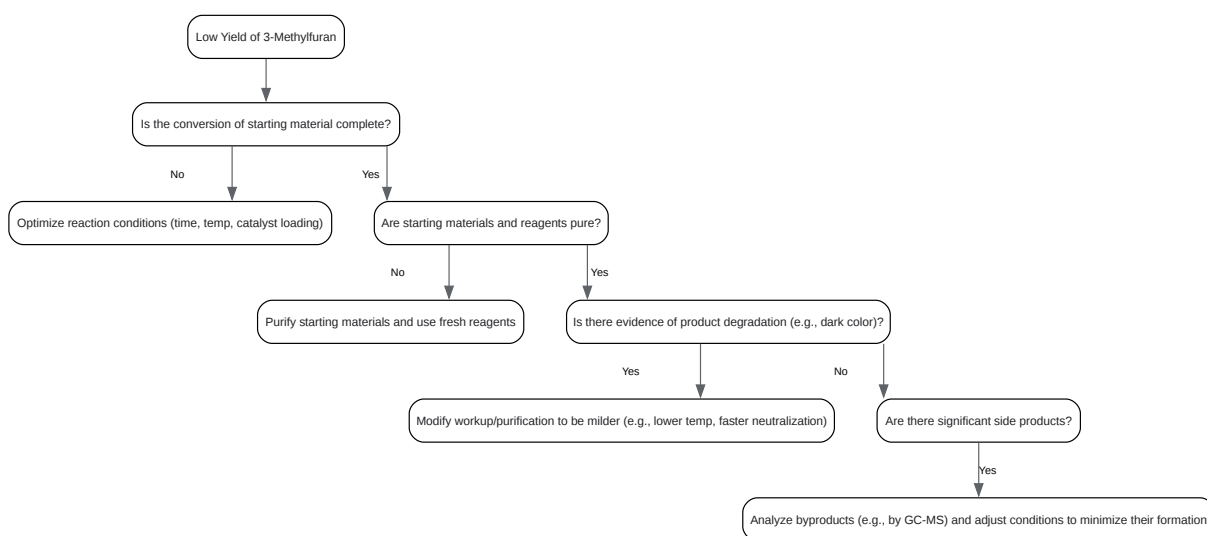 Low Yield of 3-Methylfuran
Is the conversion of starting material complete?
No
Yes
Optimize reaction conditions (time, temp, catalyst loading)
Are starting materials and reagents pure?
No
Yes
Purify starting materials and use fresh reagents
Is there evidence of product degradation (e.g., dark color)?
Yes
No
Modify workup/purification to be milder (e.g., lower temp, faster neutralization)
Are there significant side products?
Yes
Analyze byproducts (e.g., by GC-MS) and adjust conditions to minimize their formation